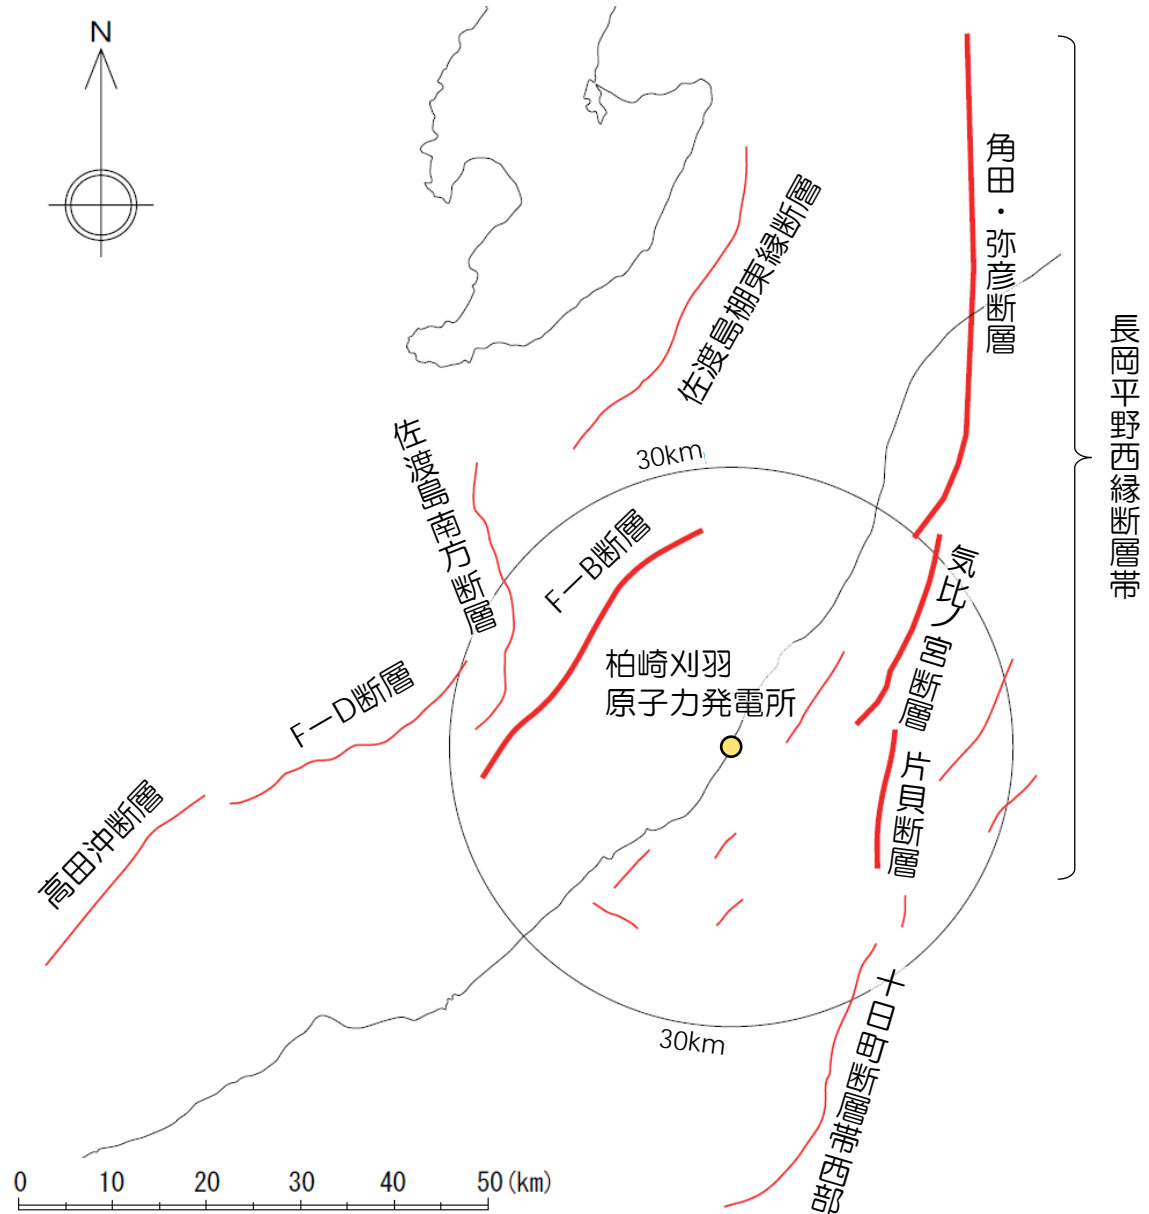 N
角田・弥彦断層
佐渡島棚東縁断層
長岡平野西縁断層帯
佐渡島南方断層
30km
F－B断層
気比ノ宮断層
柏崎刈羽
原子力発電所
F－D断層
片貝断層
高田沖断層
十日町断層帯西部
30km
0 10 20 30 40 50(km)